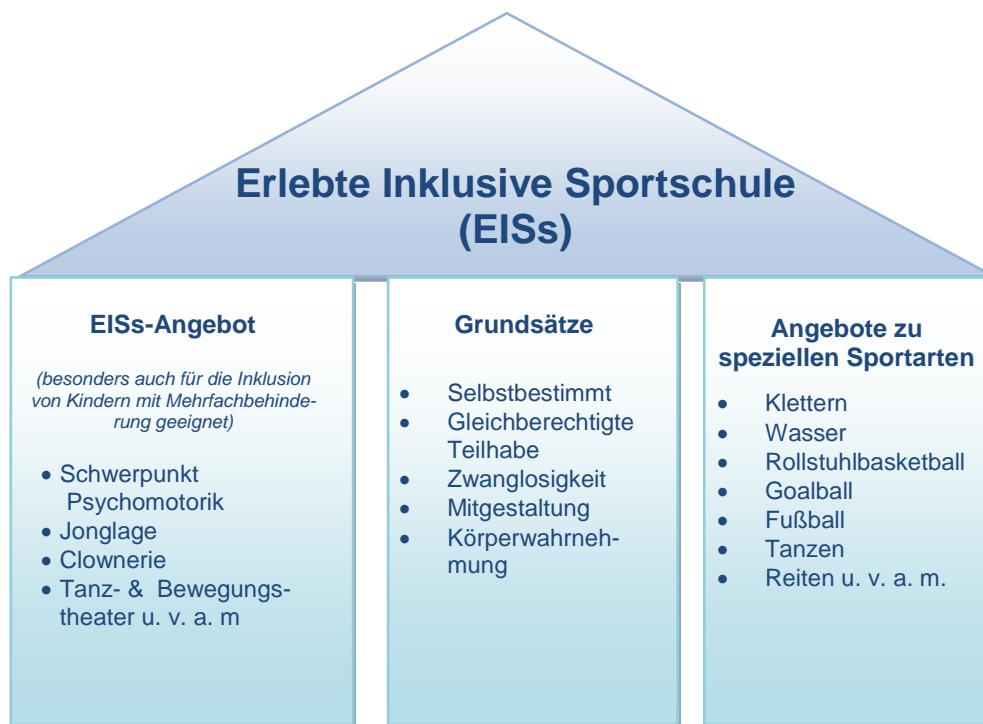 Erlebte Inklusive Sportschule
(EISs)
EISs-Angebot
(besonders auch für die Inklusion
von Kindern mit Mehrfachbehinde-
rung geeignet)
• Schwerpunkt
Psychomotorik
• Jonglage
• Clownerie
• Tanz- & Bewegungs-
theater u. v. a. m
Grundsätze
• Selbstbestimmt
• Gleichberechtigte
Teilhabe
• Zwanglosigkeit
• Mitgestaltung
• Körperwahrneh-
mung
Angebote zu
speziellen Sportarten
• Klettern
• Wasser
• Rollstuhlbasketball
• Goalball
• Fußball
• Tanzen
• Reiten u. v. a. m.